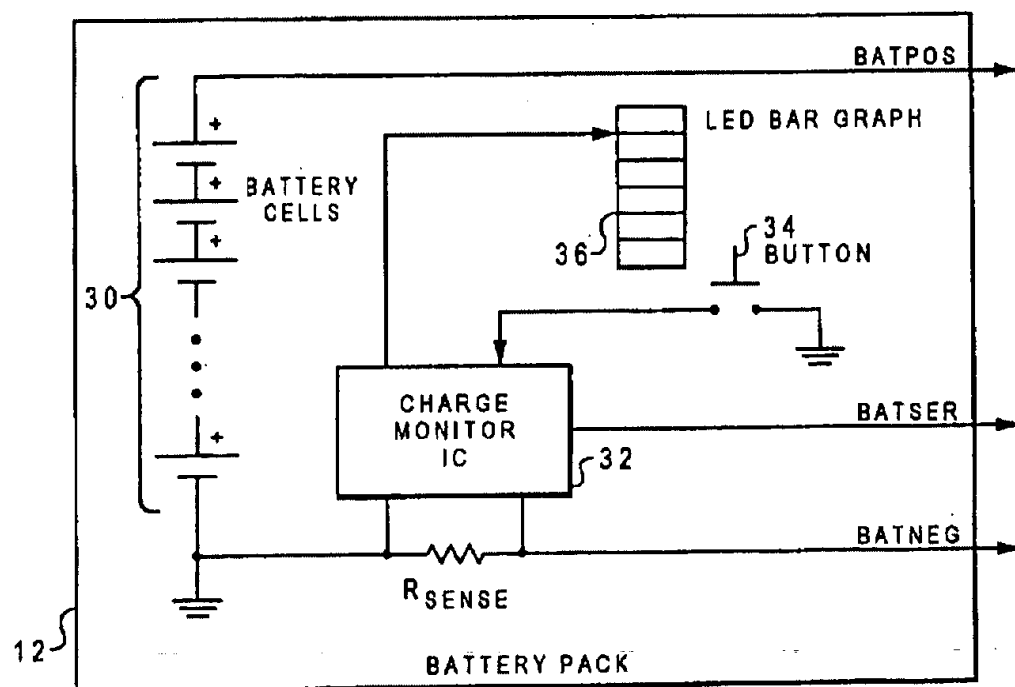 BATPOS
LED BAR GRAPH
+
+
BATTERY
CELLS
+
36
34
BUTTON
30
CHARGE
MONITOR
IC
BATSER
+
32
BATNEG
RSENSE
12
BATTERY PACK